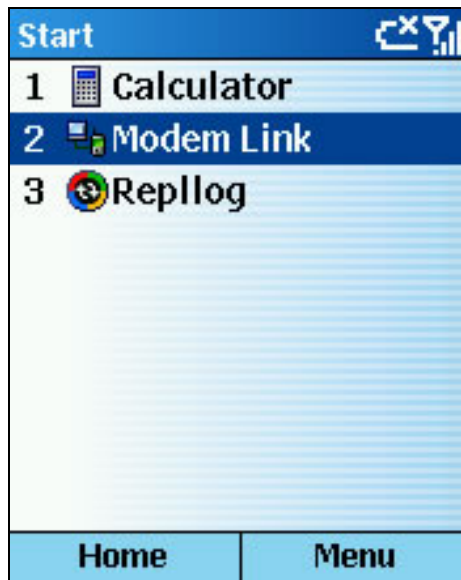 Start
1 Calculator
2 Modem Link
3 Repllog
Home Menu